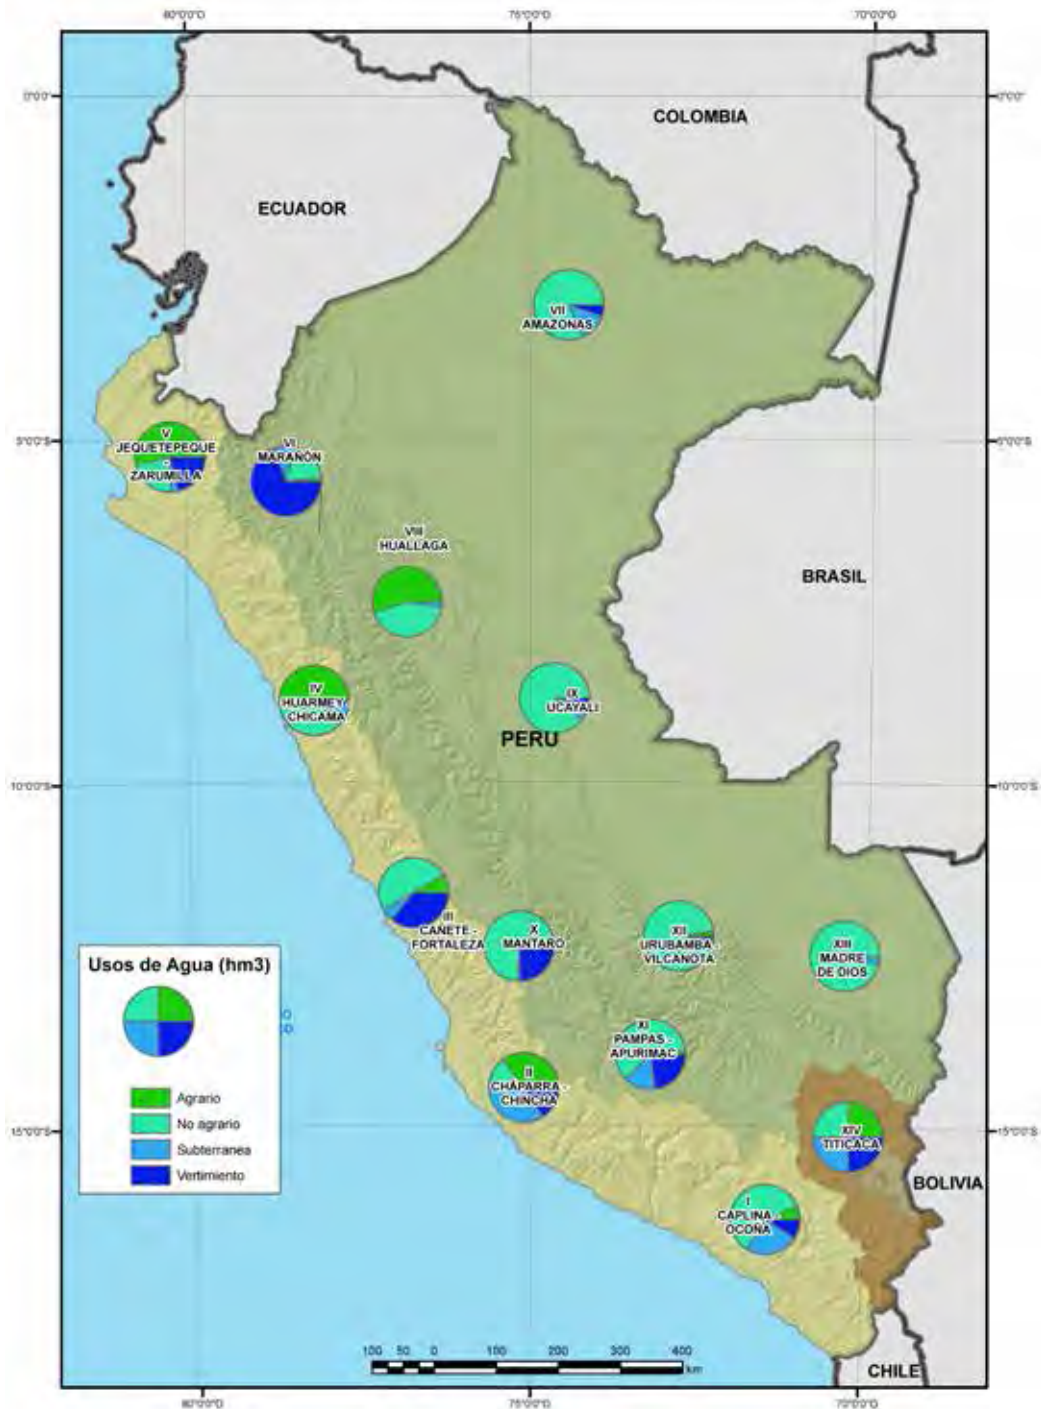 80°0'0"O
75°0'0"O
70°0'0"O
0°0'0"
0°0'0"
COLOMBIA
ECUADOR
VII
AMAZONAS
5°0'0"S
5°0'0"S
V
JEQUETEPEQUE
-
ZARUMILLA
VI
MARAÑÓN
VIII
HUALLAGA
BRASIL
IV
HUARMEY
CHICAMA
IX
UCAYALI
PERU
10°0'0"S
10°0'0"S
III
CAÑETE -
FORTALEZA
X
MANTARO
XII
URUBAMBA -
VILCANOTA
XIII
MADRE
DE DIOS
Usos de Agua (hm3)
Agrario
No agrario
Subterranea
Vertimiento
XI
PAMPAS -
APURIMAC
II
CHAPARRA -
CHINCHA
15°0'0"S
15°0'0"S
XIV
TITICACA
BOLIVIA
I
CAPLINA -
OCOÑA
100 50 0 100 200 300 400
km
CHILE
80°0'0"O
75°0'0"O
70°0'0"O